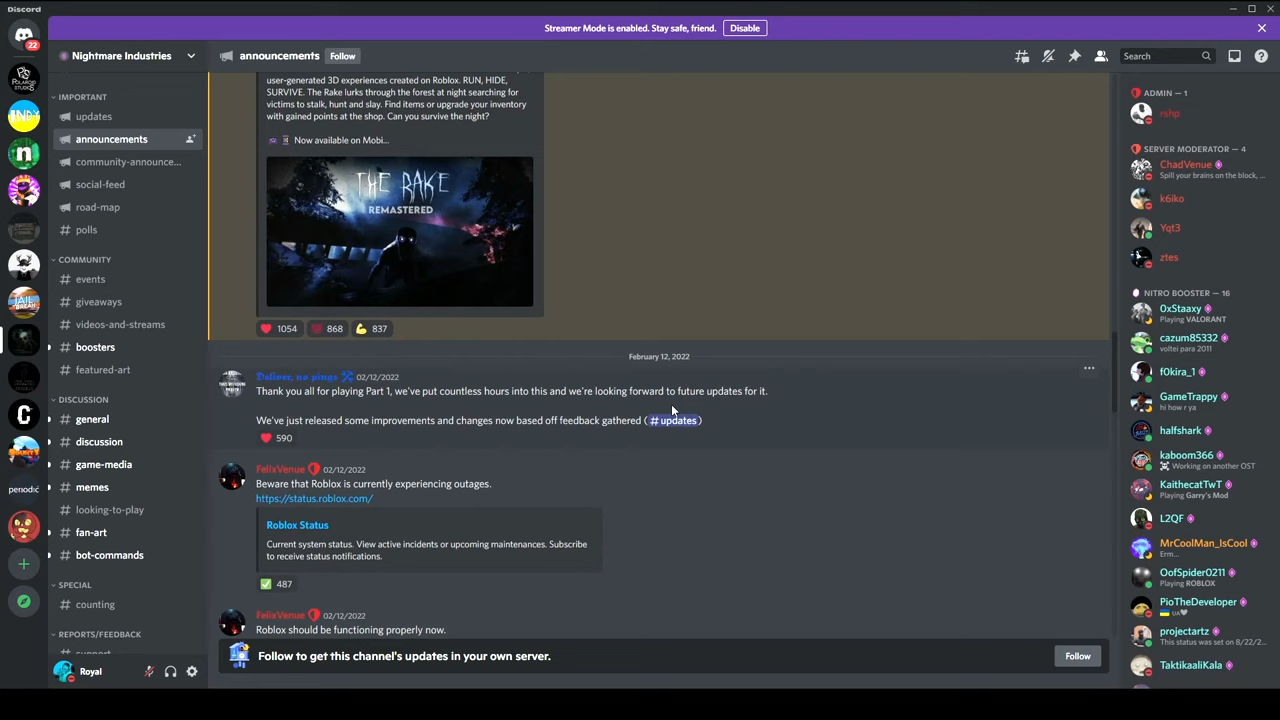 Discord
Streamer Mode is enabled. Stay safe, friend.
Disable
22
Nightmare Industries
announcements
Follow
Search
POLAROID
STUDIOS
INDY
n
C
periodic
IMPORTANT
updates
announcements
community-announce...
social-feed
road-map
polls
COMMUNITY
events
giveaways
videos-and-streams
boosters
featured-art
DISCUSSION
general
discussion
game-media
memes
looking-to-play
fan-art
bot-commands
SPECIAL
counting
REPORTS/FEEDBACK
Royal
user-generated 3D experiences created on Roblox. RUN, HIDE,
SURVIVE. The Rake lurks through the forest at night searching for
victims to stalk, hunt and slay. Find items or upgrade your inventory
with gained points at the shop. Can you survive the night?
Now available on Mobi...
THE RAKE
REMASTERED
1054
868
837
February 12, 2022
Deliver, no pings 02/12/2022
Thank you all for playing Part 1, we've put countless hours into this and we're looking forward to future updates for it.
We've just released some improvements and changes now based off feedback gathered (# updates)
590
FelixVenue 02/12/2022
Beware that Roblox is currently experiencing outages.
https://status.roblox.com/
Roblox Status
Current system status. View active incidents or upcoming maintenances. Subscribe
to receive status notifications.
487
FelixVenue 02/12/2022
Roblox should be functioning properly now.
Follow to get this channel's updates in your own server.
Follow
ADMIN — 1
rshp
SERVER MODERATOR — 4
ChadVenue
Spill your brains on the block, ...
k6iko
Yqt3
ztes
NITRO BOOSTER — 16
0xStaaxy
Playing VALORANT
cazum85332
voltei para 2011
f0kira_1
GameTrappy
hi how r ya
halfshark
kaboom366
Working on another OST
KaithecatTwT
Playing Garry's Mod
L2QF
MrCoolMan_IsCool
Erm...
OofSpider0211
Playing ROBLOX
PioTheDeveloper
UA
projectartz
This status was set on 8/22/2...
TaktikaaliKala